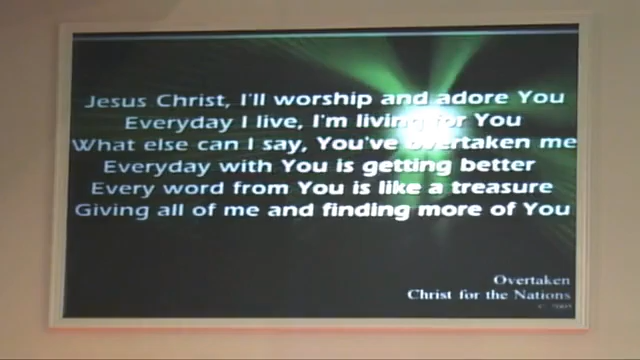 Jesus Christ, I'll worship and adore You
Everyday I live, I'm living for You
What else can I say, You've overtaken me
Everyday with You is getting better
Every word from You is like a treasure
Giving all of me and finding more of You
Overtaken
Christ for the Nations